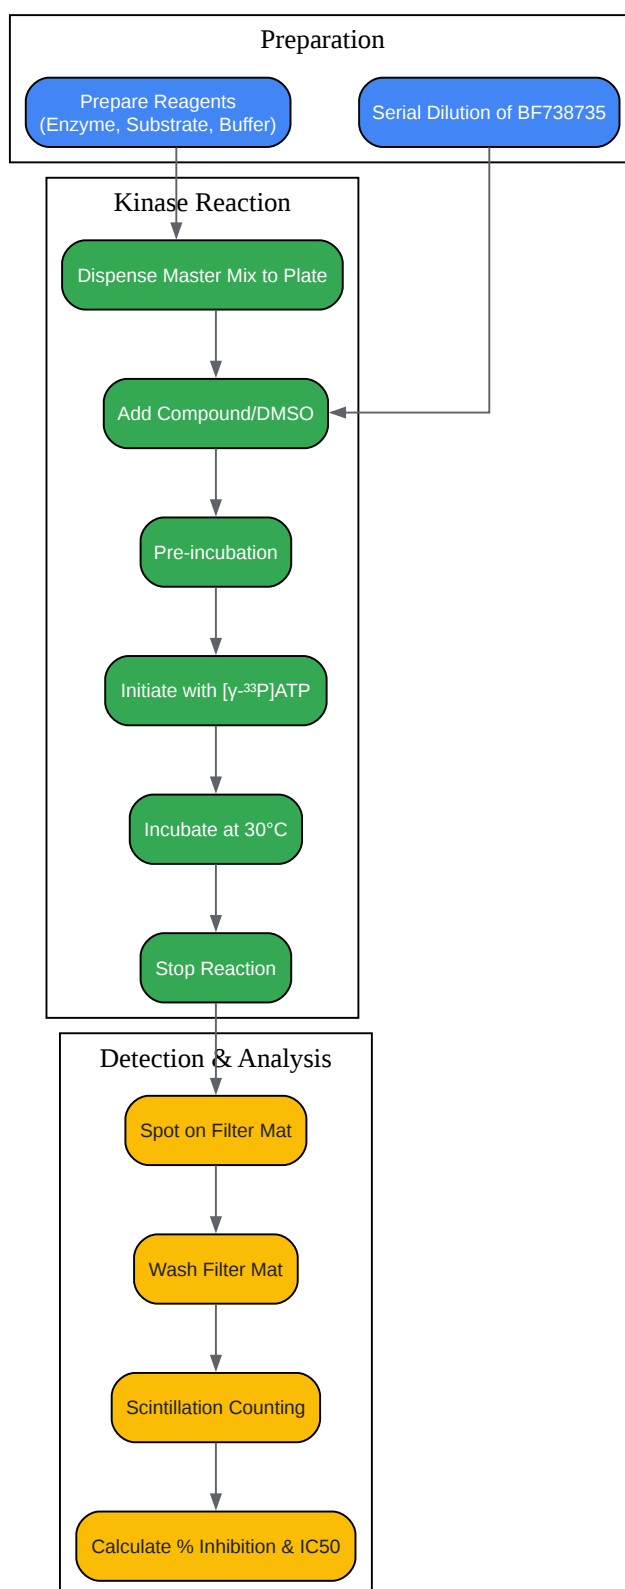 Preparation
Prepare Reagents
(Enzyme, Substrate, Buffer)
Serial Dilution of BF738735
Kinase Reaction
Dispense Master Mix to Plate
Add Compound/DMSO
Pre-incubation
Initiate with [γ-³³P]ATP
Incubate at 30°C
Stop Reaction
Detection & Analysis
Spot on Filter Mat
Wash Filter Mat
Scintillation Counting
Calculate % Inhibition & IC50